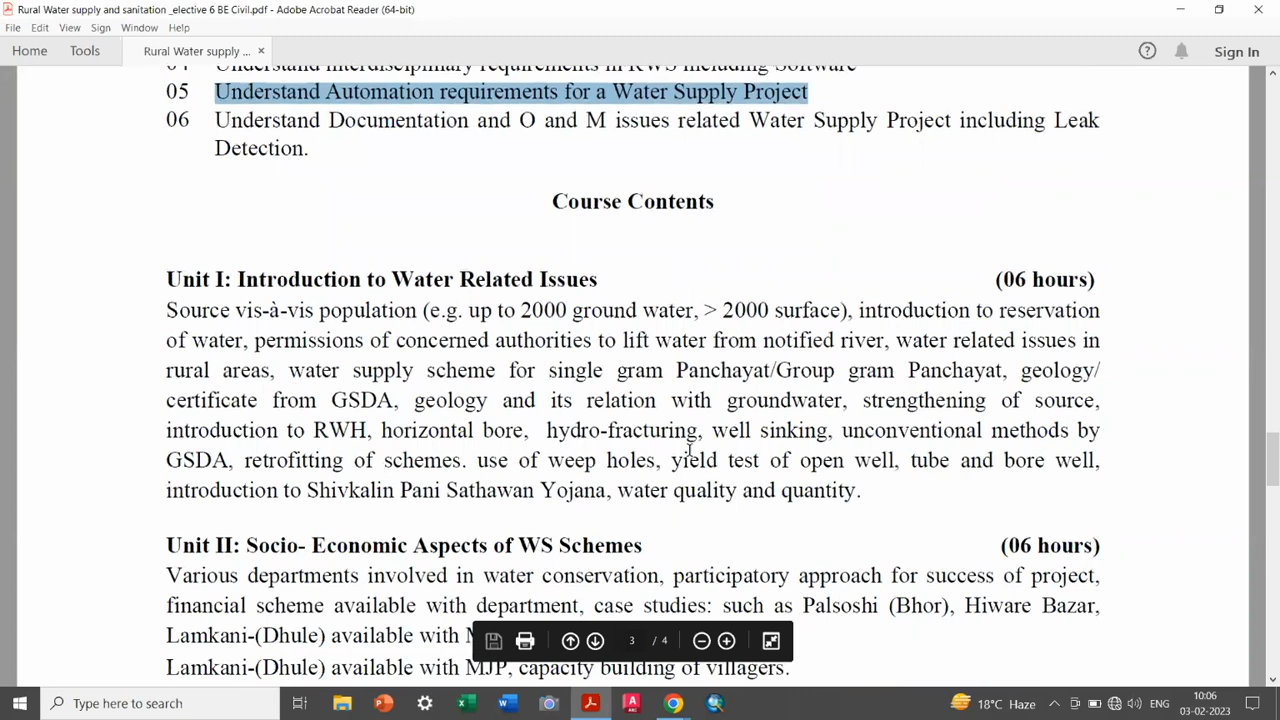 Rural Water supply and sanitation _elective 6 BE Civil.pdf - Adobe Acrobat Reader (64-bit)
File Edit View Sign Window Help
Home Tools Rural Water supply ... × Sign In
04 Understand Interdisciplinary requirements in RWS including Software
05 Understand Automation requirements for a Water Supply Project
06 Understand Documentation and O and M issues related Water Supply Project including Leak
Detection.
Course Contents
Unit I: Introduction to Water Related Issues (06 hours)
Source vis-à-vis population (e.g. up to 2000 ground water, > 2000 surface), introduction to reservation
of water, permissions of concerned authorities to lift water from notified river, water related issues in
rural areas, water supply scheme for single gram Panchayat/Group gram Panchayat, geology/
certificate from GSDA, geology and its relation with groundwater, strengthening of source,
introduction to RWH, horizontal bore, hydro-fracturing, well sinking, unconventional methods by
GSDA, retrofitting of schemes. use of weep holes, yield test of open well, tube and bore well,
introduction to Shivkalin Pani Sathawan Yojana, water quality and quantity.
Unit II: Socio- Economic Aspects of WS Schemes (06 hours)
Various departments involved in water conservation, participatory approach for success of project,
financial scheme available with department, case studies: such as Palsoshi (Bhor), Hiware Bazar,
Lamkani-(Dhule) available with M
3 / 4
Lamkani-(Dhule) available with MJP, capacity building of villagers.
Type here to search
18°C Haze ENG 10:06
03-02-2023